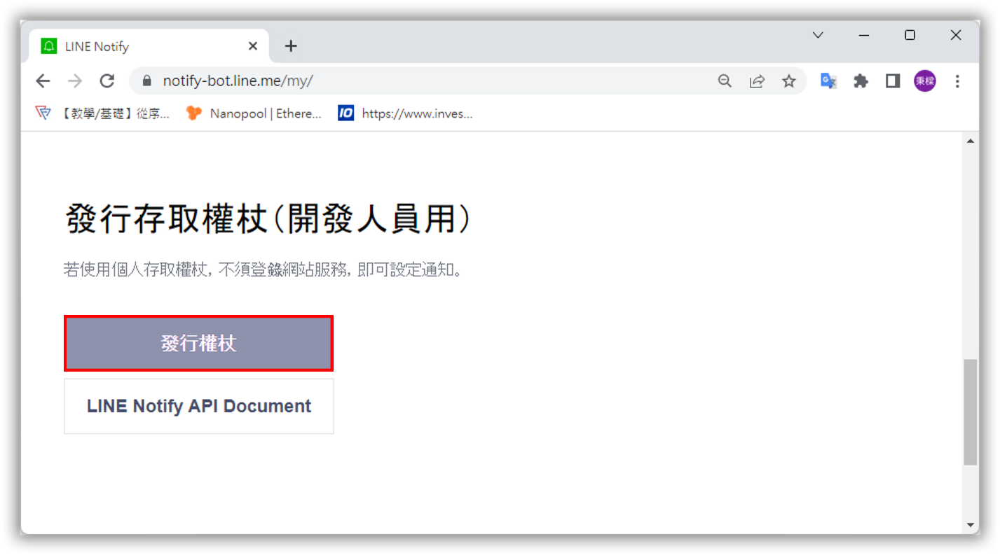 LINE Notify
notify-bot.line.me/my/
秉樑
【教學/基礎】從序...
Nanopool | Ethere...
IO
https://www.inves...
發行存取權杖(開發人員用)
若使用個人存取權杖, 不須登錄網站服務, 即可設定通知。
發行權杖
LINE Notify API Document